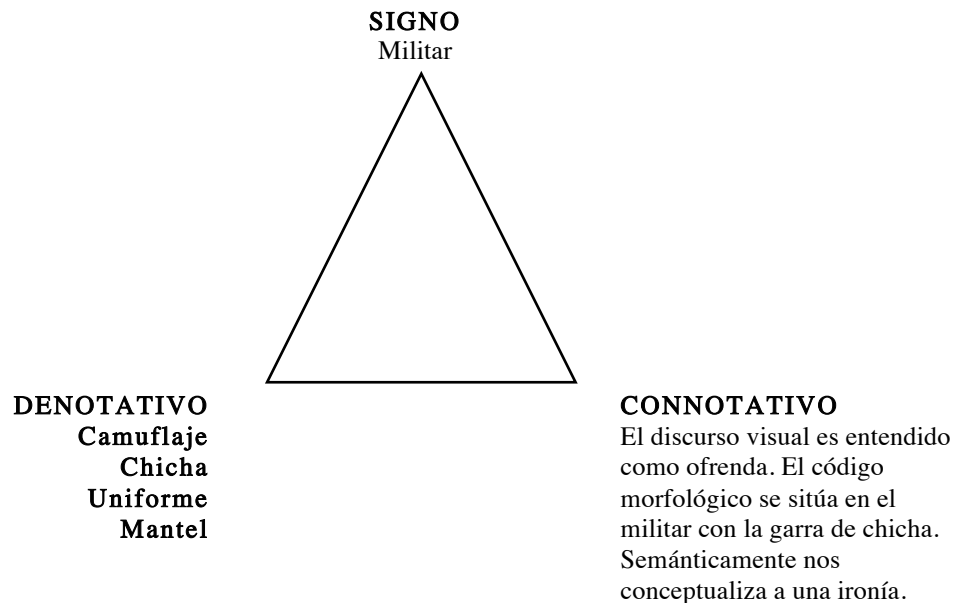 SIGNO
Militar
DENOTATIVO
Camuflaje
Chicha
Uniforme
Mantel
CONNOTATIVO
El discurso visual es entendido
como ofrenda. El código
morfológico se sitúa en el
militar con la garra de chicha.
Semánticamente nos
conceptualiza a una ironía.